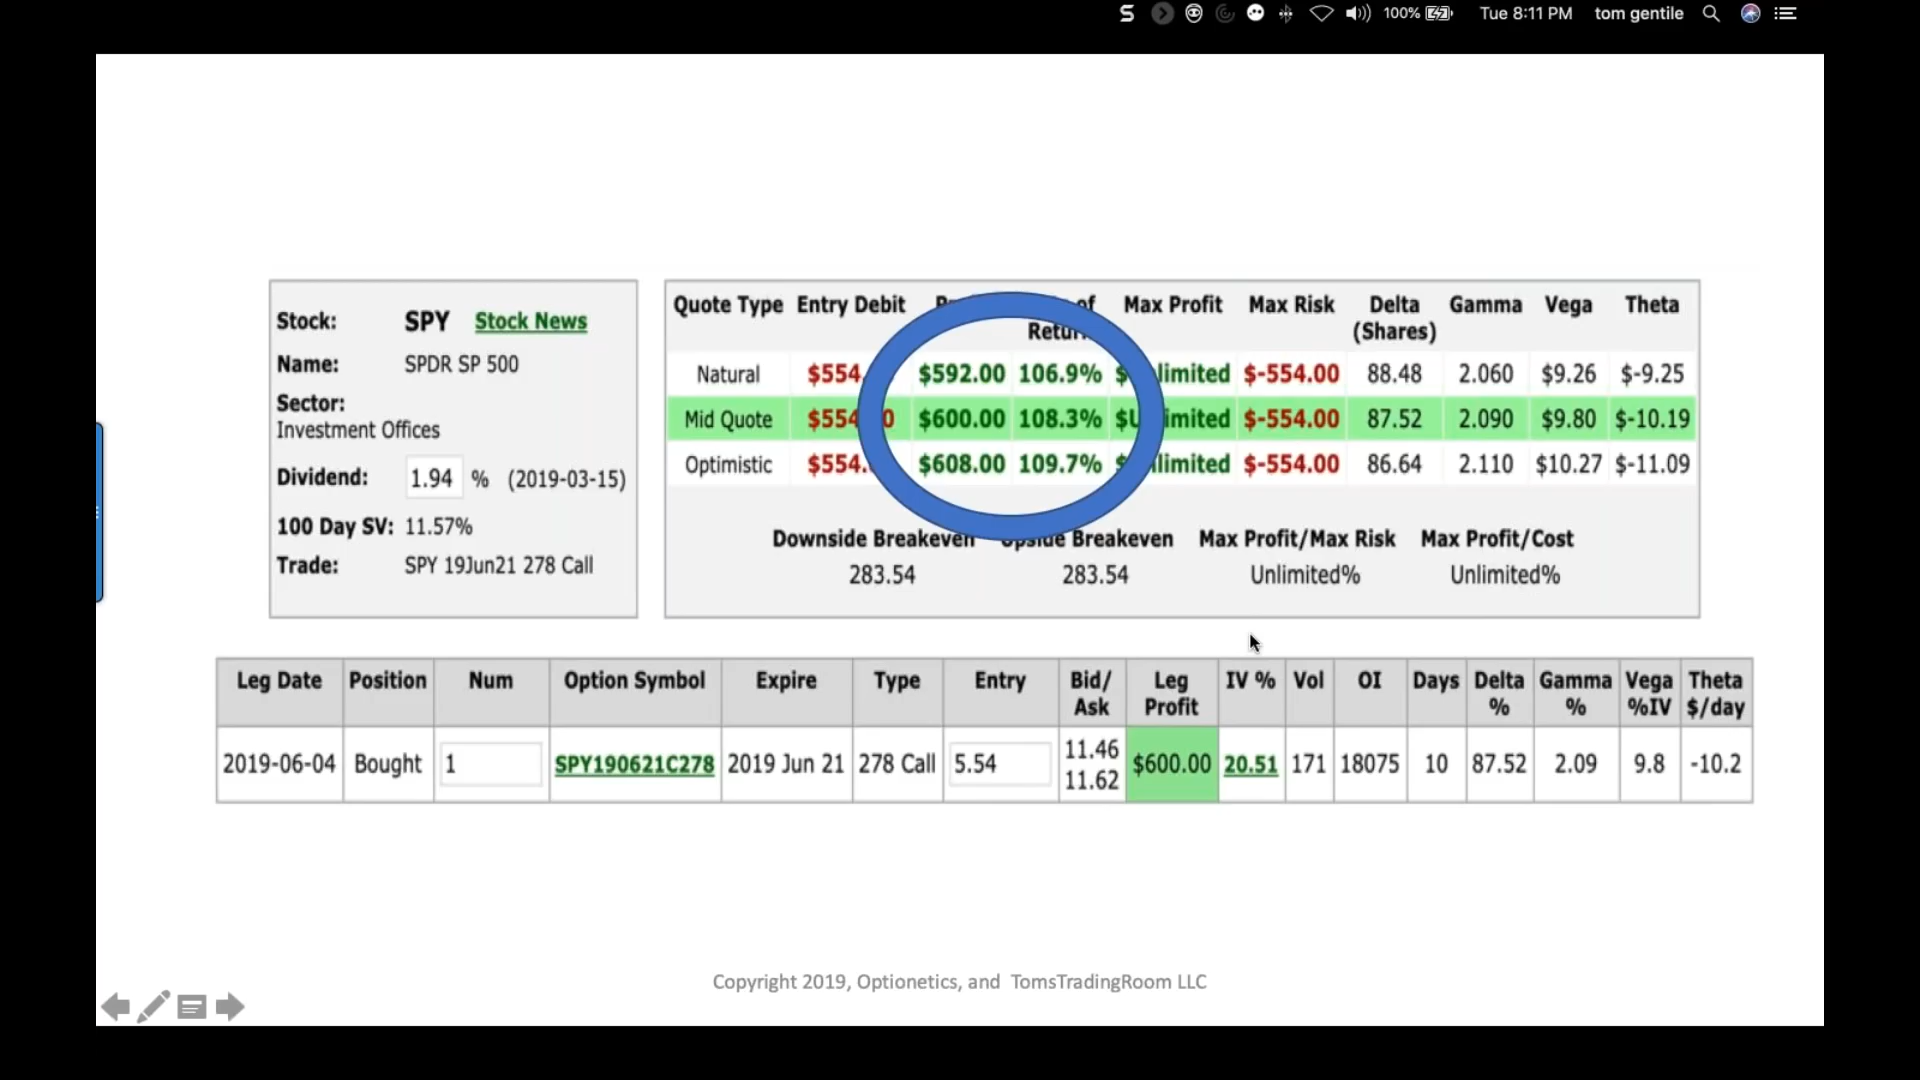 S 100% Tue 8:11 PM tom gentile
Stock: SPY Stock News
Name: SPDR SP 500
Sector:
Investment Offices
Dividend: 1.94 % (2019-03-15)
100 Day SV: 11.57%
Trade: SPY 19Jun21 278 Call
Quote Type Entry Debit of Max Profit Max Risk Delta Gamma Vega Theta
(Shares)
Natural $554. $592.00 106.9% $ limited $-554.00 88.48 2.060 $9.26 $-9.25
Mid Quote $554 0 $600.00 108.3% $U imited $-554.00 87.52 2.090 $9.80 $-10.19
Optimistic $554. $608.00 109.7% limited $-554.00 86.64 2.110 $10.27 $-11.09
Downside Breakeven Upside Breakeven Max Profit/Max Risk Max Profit/Cost
283.54 283.54 Unlimited% Unlimited%
Leg Date Position Num Option Symbol Expire Type Entry Bid/ Leg IV % Vol OI Days Delta Gamma Vega Theta
Ask Profit % % %IV $/day
2019-06-04 Bought 1 SPY190621C278 2019 Jun 21 278 Call 5.54 11.46 $600.00 20.51 171 18075 10 87.52 2.09 9.8 -10.2
11.62
Copyright 2019, Optionetics, and TomsTradingRoom LLC